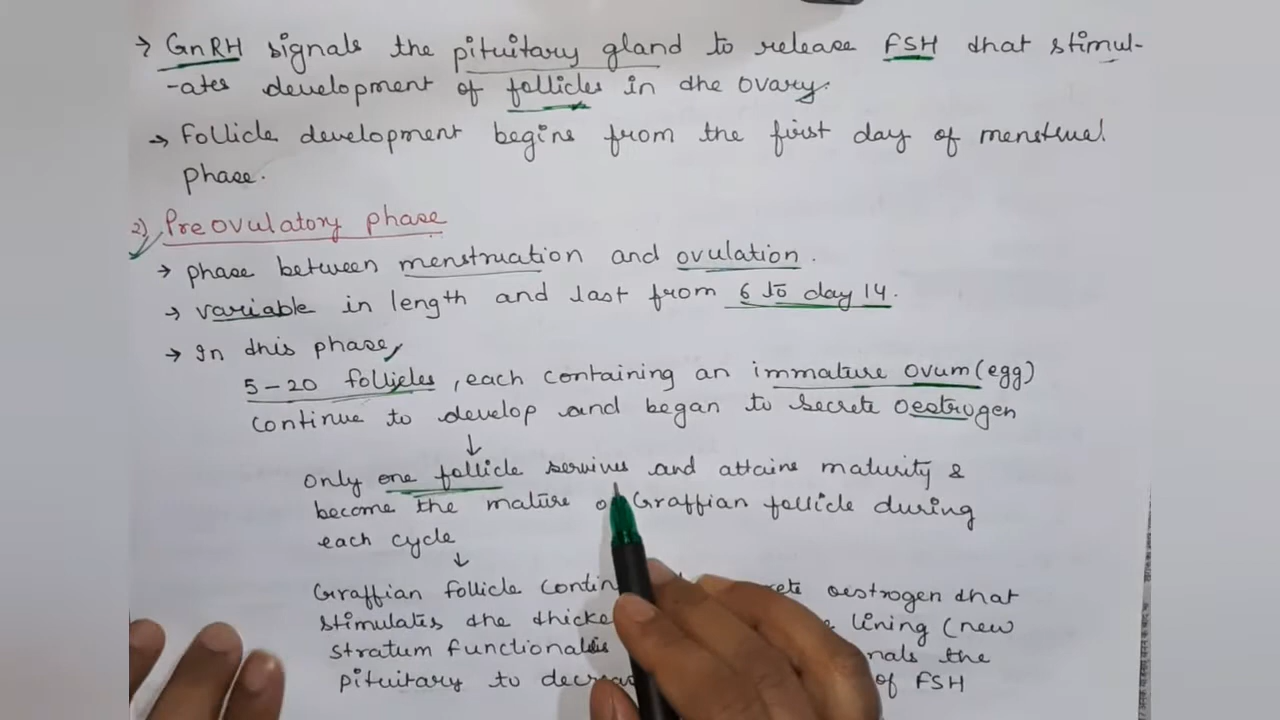 → GnRH signals the pituitary gland to release FSH that stimul-
-ates development of follicles in the ovary.
→ Follicle development begins from the first day of menstrual
phase.
2) Preovulatory phase
→ phase between menstruation and ovulation.
→ variable in length and last from 6 to day 14.
→ In this phase,
5-20 follicles, each containing an immature ovum (egg)
continue to develop and began to secrete oestrogen
↓
Only one follicle and attains maturity &
become the mature Graffian follicle during
each cycle
↓
Graffian follicle oestrogen that
stimulates the lining (new
stratum functionalis the
pituitary to of FSH